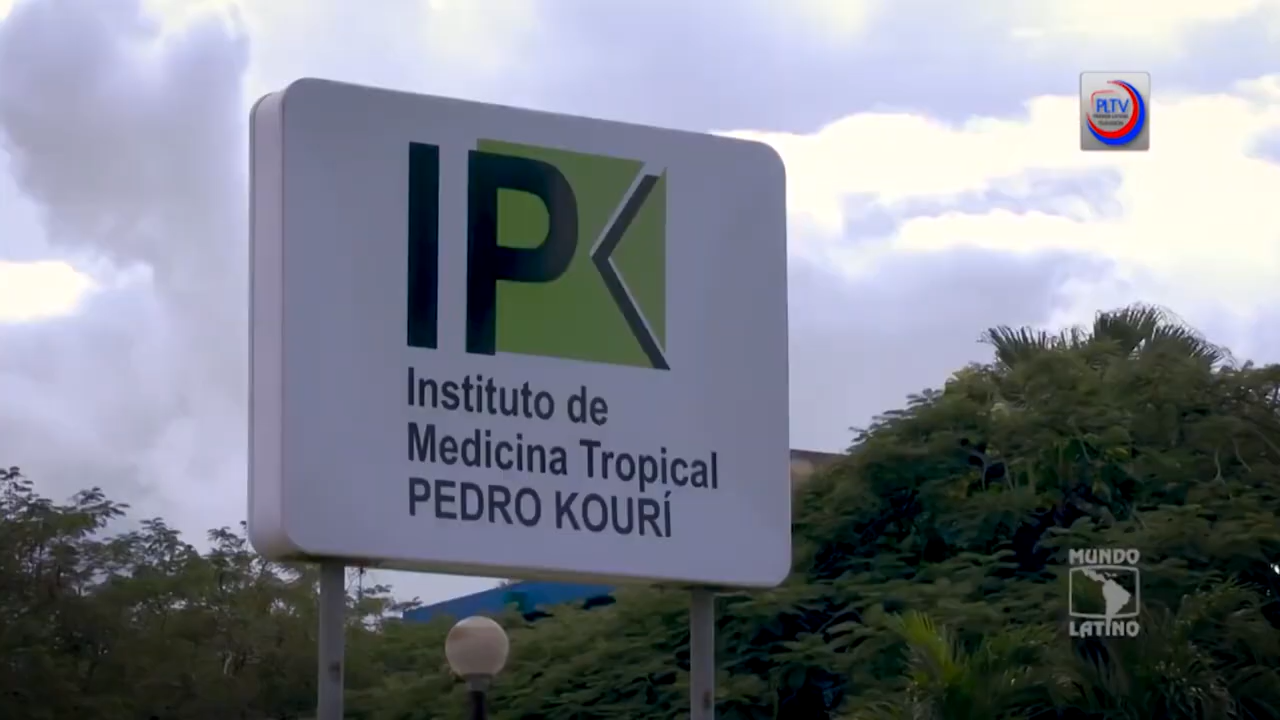 PLTV
IPK
Instituto de
Medicina Tropical
PEDRO KOURÍ
MUNDO
LATINO